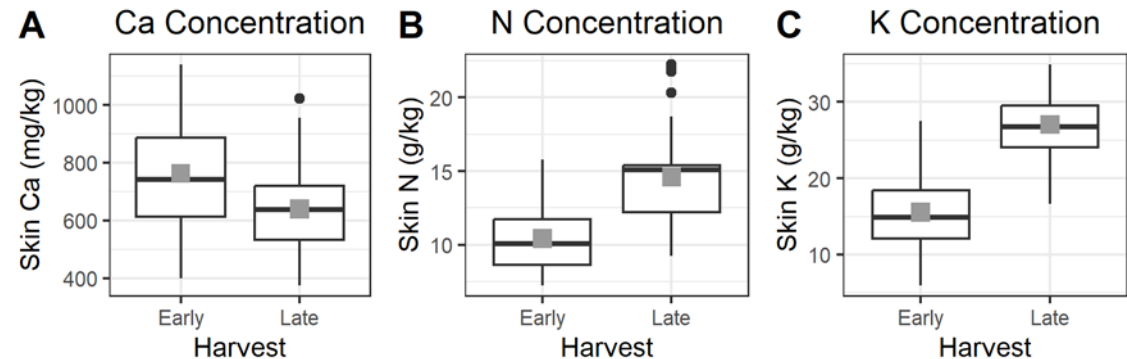 A Ca Concentration
Skin Ca (mg/kg)
1000
800
600
400
Early Late
Harvest
B N Concentration
Skin N (g/kg)
20
15
10
Early Late
Harvest
C K Concentration
Skin K (g/kg)
30
20
10
Early Late
Harvest